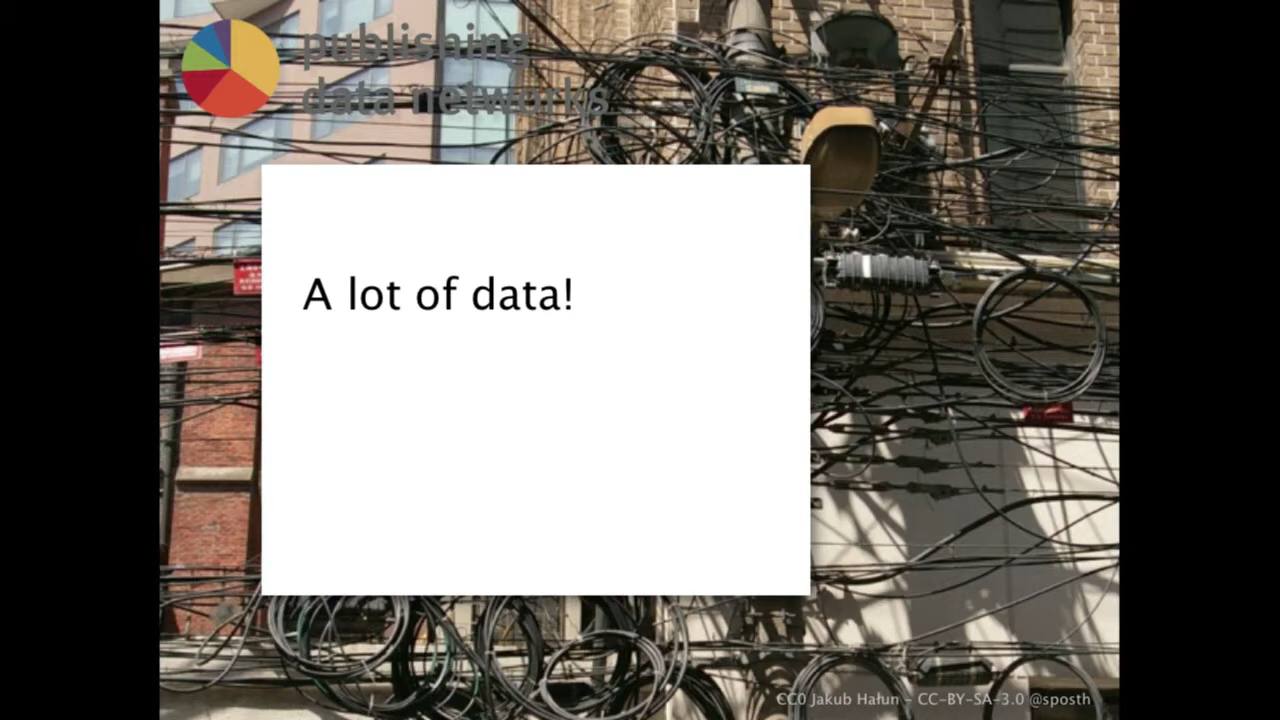 publishing
data networks
A lot of data!
CC0 Jakub Hałun – CC-BY-SA-3.0 @sposth